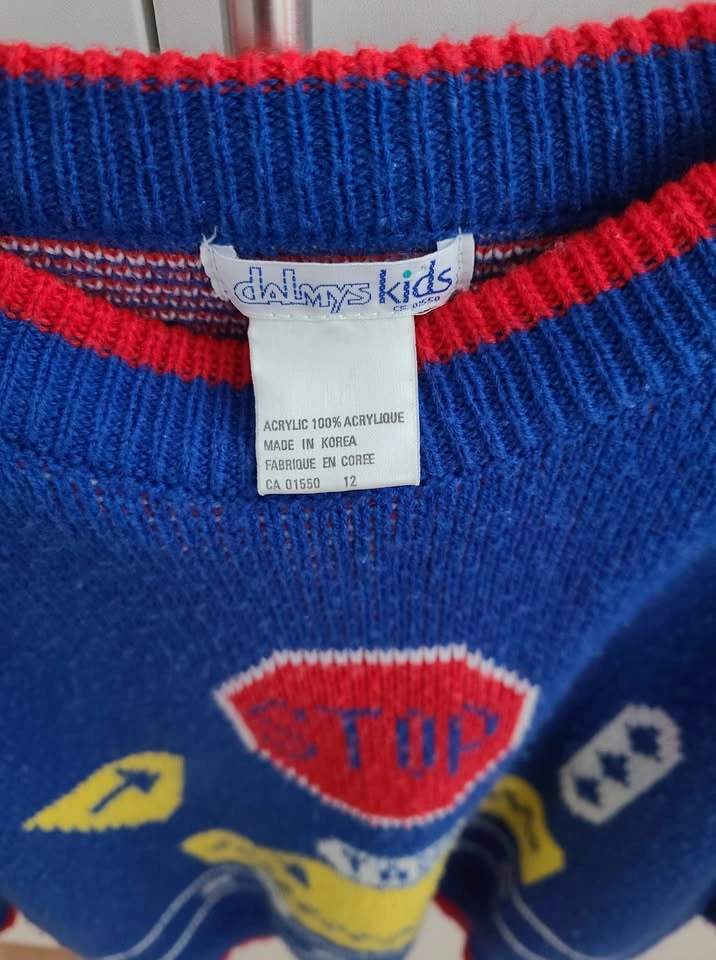 dalmys kids
CA 01550
ACRYLIC 100% ACRYLIQUE
MADE IN KOREA
FABRIQUE EN COREE
CA 01550 12
STOP